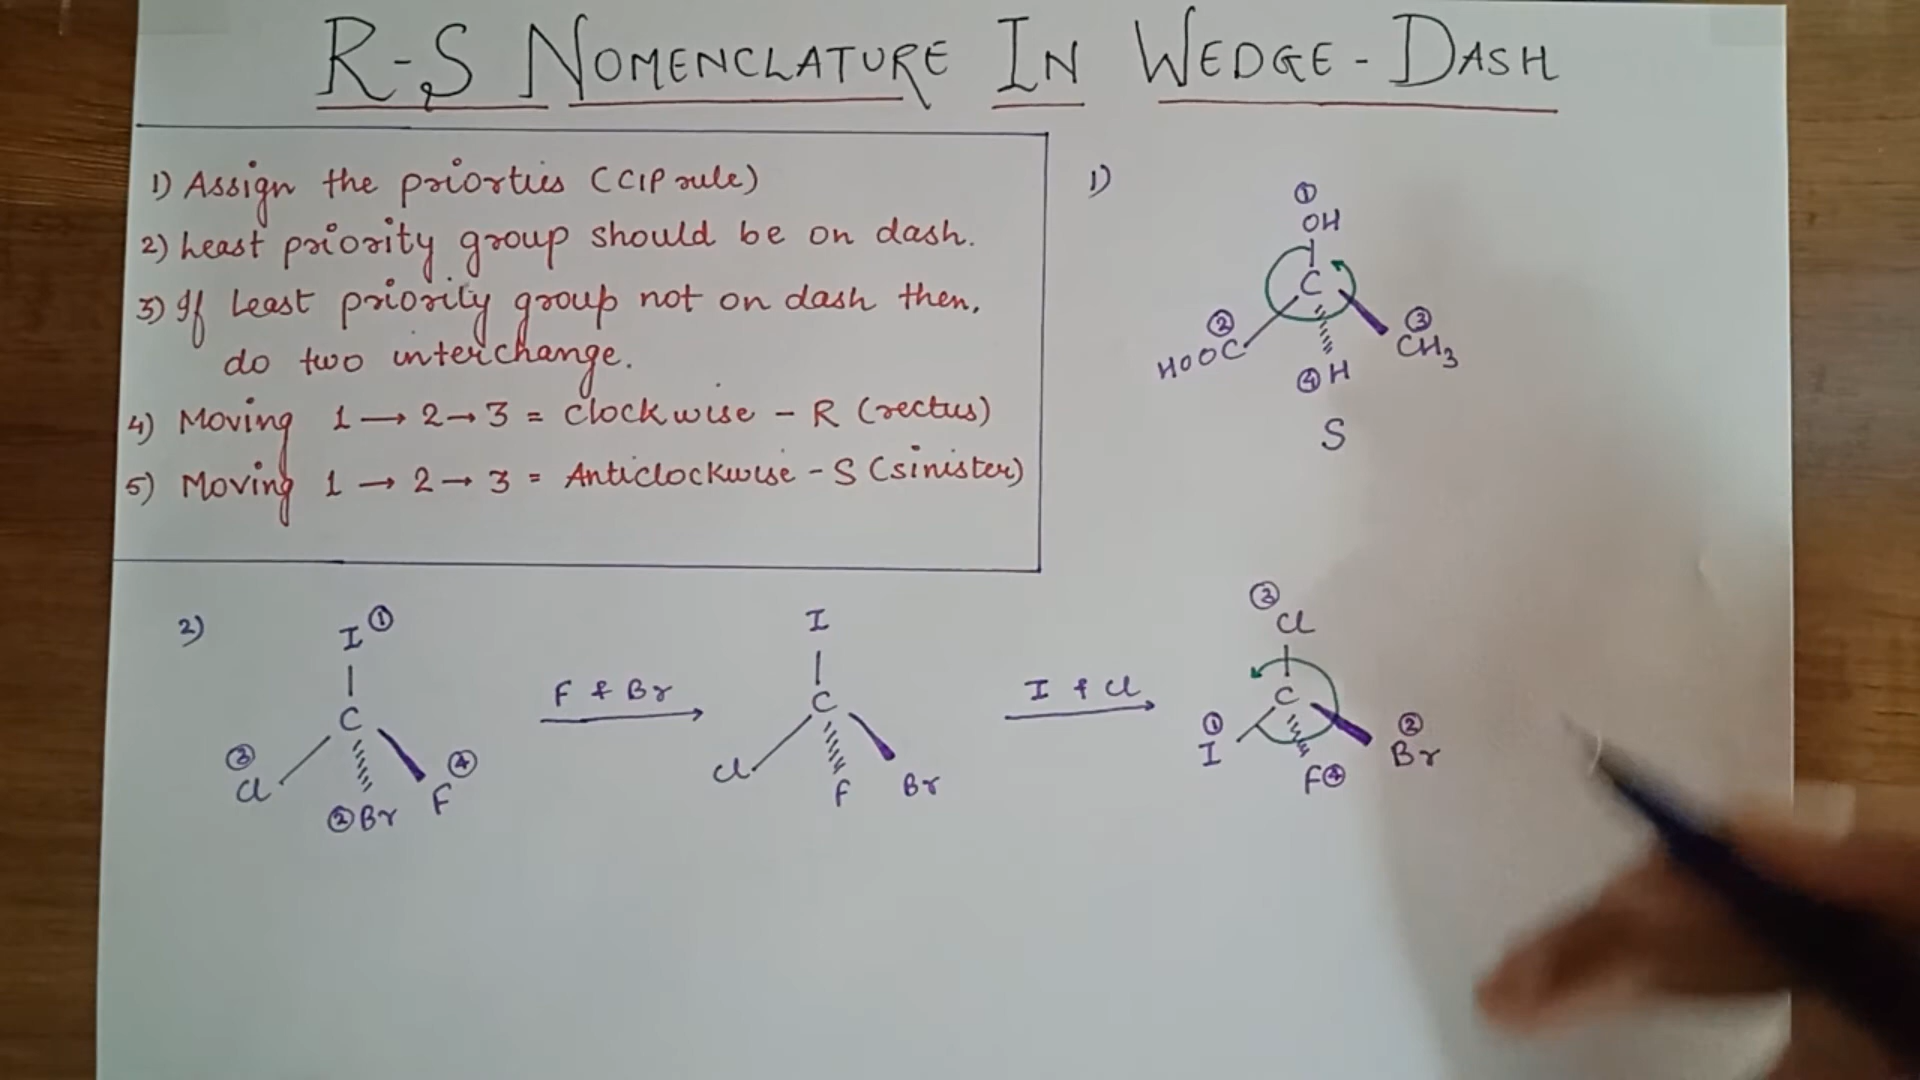 R-S NOMENCLATURE IN WEDGE-DASH
1) Assign the priorties (CIP rule)
2) Least priority group should be on dash.
3) If Least priority group not on dash then,
do two interchange.
4) Moving 1 → 2 → 3 = Clockwise - R (rectus)
5) Moving 1 → 2 → 3 = Anticlockwise - S (sinister)
1)
①
OH
C
② HOOC
③ CH3
④ H
S
2)
I ①
C
③ Cl
② Br
F ④
F & Br
I
C
Cl
F
Br
I & Cl
③
Cl
C
① I
② Br
F ④